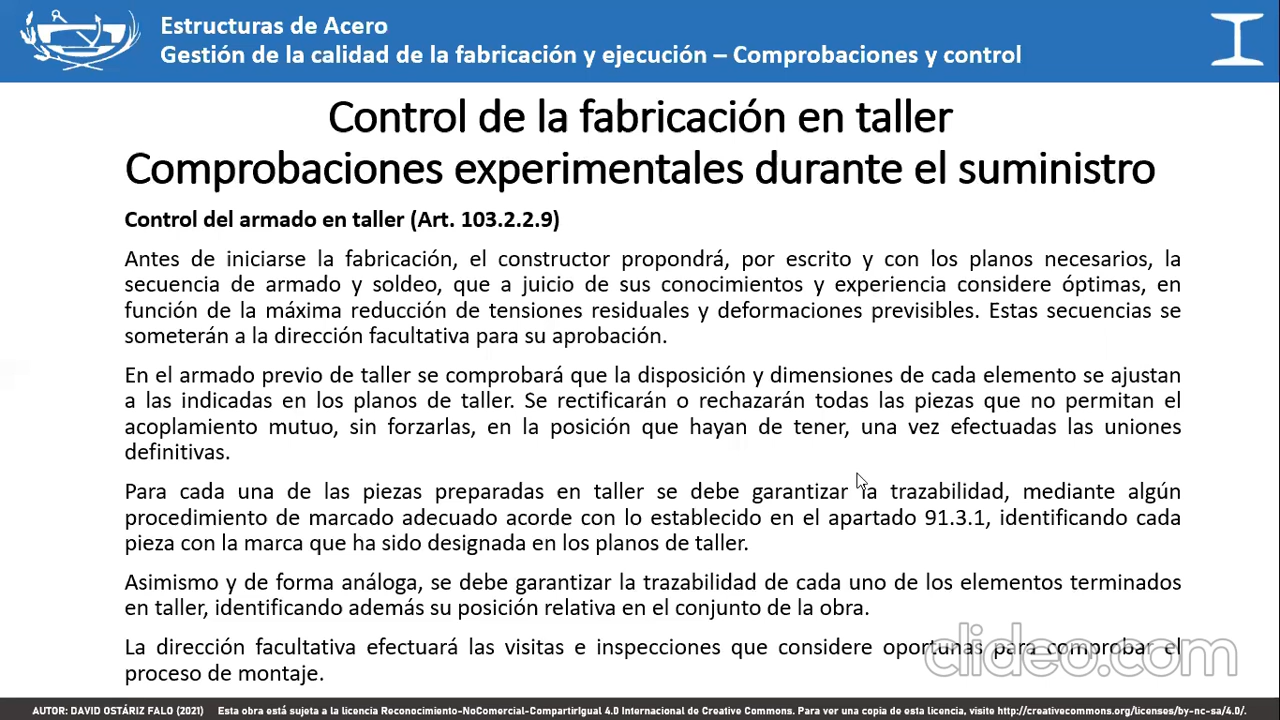 Estructuras de Acero
Gestión de la calidad de la fabricación y ejecución – Comprobaciones y control
Control de la fabricación en taller
Comprobaciones experimentales durante el suministro
Control del armado en taller (Art. 103.2.2.9)
Antes de iniciarse la fabricación, el constructor propondrá, por escrito y con los planos necesarios, la
secuencia de armado y soldeo, que a juicio de sus conocimientos y experiencia considere óptimas, en
función de la máxima reducción de tensiones residuales y deformaciones previsibles. Estas secuencias se
someterán a la dirección facultativa para su aprobación.
En el armado previo de taller se comprobará que la disposición y dimensiones de cada elemento se ajustan
a las indicadas en los planos de taller. Se rectificarán o rechazarán todas las piezas que no permitan el
acoplamiento mutuo, sin forzarlas, en la posición que hayan de tener, una vez efectuadas las uniones
definitivas.
Para cada una de las piezas preparadas en taller se debe garantizar la trazabilidad, mediante algún
procedimiento de marcado adecuado acorde con lo establecido en el apartado 91.3.1, identificando cada
pieza con la marca que ha sido designada en los planos de taller.
Asimismo y de forma análoga, se debe garantizar la trazabilidad de cada uno de los elementos terminados
en taller, identificando además su posición relativa en el conjunto de la obra.
La dirección facultativa efectuará las visitas e inspecciones que considere oportunas para comprobar el
proceso de montaje.
clideo.com
AUTOR: DAVID OSTÁRIZ FALO (2021) Esta obra está sujeta a la licencia Reconocimiento-NoComercial-CompartirIgual 4.0 Internacional de Creative Commons. Para ver una copia de esta licencia, visite http://creativecommons.org/licenses/by-nc-sa/4.0/.